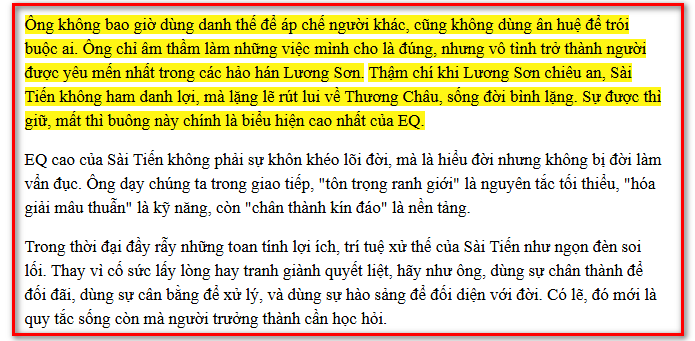 Ông không bao giờ dùng danh thế để áp chế người khác, cũng không dùng ân huệ để trói
buộc ai. Ông chỉ âm thầm làm những việc mình cho là đúng, nhưng vô tình trở thành người
được yêu mến nhất trong các hảo hán Lương Sơn. Thậm chí khi Lương Sơn chiêu an, Sài
Tiến không ham danh lợi, mà lặng lẽ rút lui về Thương Châu, sống đời bình lặng. Sự được thì
giữ, mất thì buông này chính là biểu hiện cao nhất của EQ.
EQ cao của Sài Tiến không phải sự khôn khéo lõi đời, mà là hiểu đời nhưng không bị đời làm
vẩn đục. Ông dạy chúng ta trong giao tiếp, "tôn trọng ranh giới" là nguyên tắc tối thiểu, "hóa
giải mâu thuẫn" là kỹ năng, còn "chân thành kín đáo" là nền tảng.
Trong thời đại đầy rẫy những toan tính lợi ích, trí tuệ xử thế của Sài Tiến như ngọn đèn soi
lối. Thay vì cố sức lấy lòng hay tranh giành quyết liệt, hãy như ông, dùng sự chân thành để
đối đãi, dùng sự cân bằng để xử lý, và dùng sự hào sảng để đối diện với đời. Có lẽ, đó mới là
quy tắc sống còn mà người trưởng thành cần học hỏi.